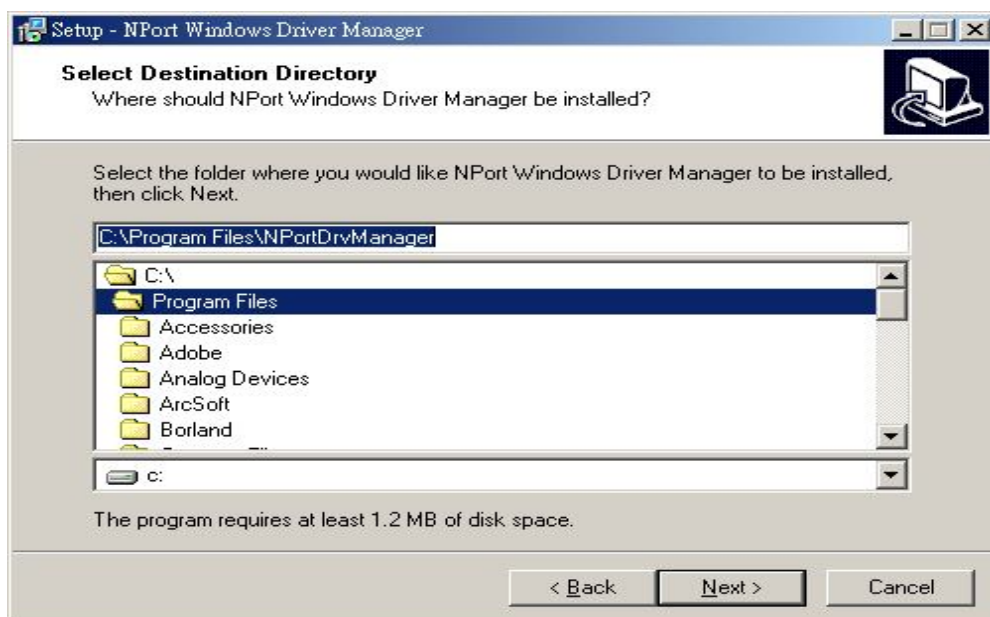 Setup - NPort Windows Driver Manager
Select Destination Directory
Where should NPort Windows Driver Manager be installed?
Select the folder where you would like NPort Windows Driver Manager to be installed,
then click Next.
C:\Program Files\NPortDrvManager
C:\
Program Files
Accessories
Adobe
Analog Devices
ArcSoft
Borland
c:
The program requires at least 1.2 MB of disk space.
< Back
Next >
Cancel